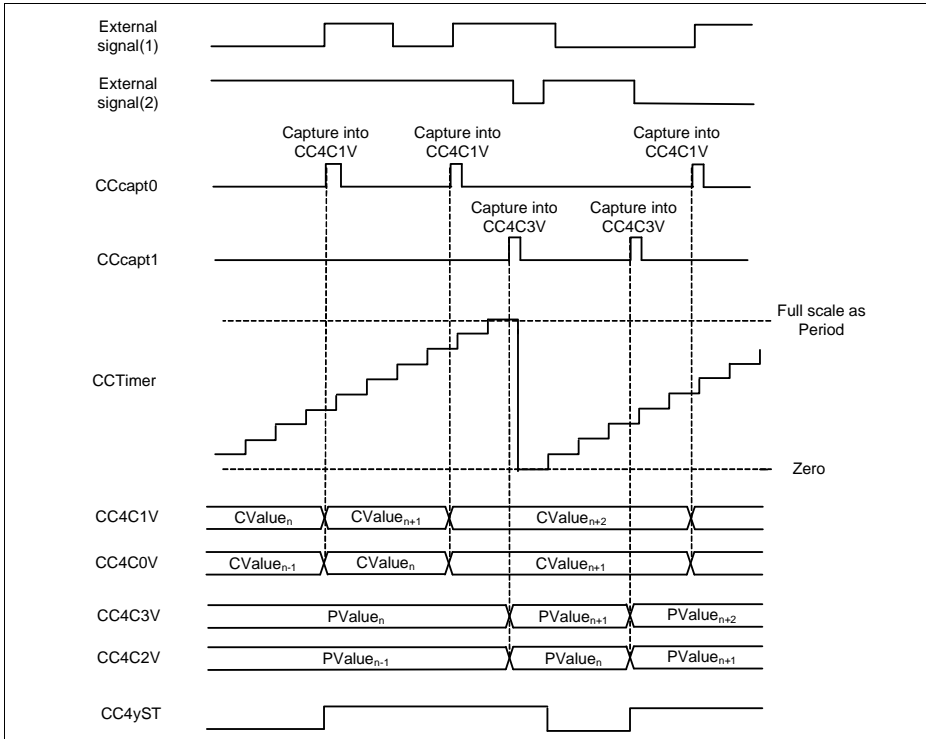 External
signal(1)
External
signal(2)
Capture into
CC4C1V
Capture into
CC4C1V
Capture into
CC4C1V
CCcapt0
Capture into
CC4C3V
Capture into
CC4C3V
CCcapt1
Full scale as
Period
CCTimer
Zero
CC4C1V CValueₙ CValueₙ₊₁ CValueₙ₊₂
CC4C0V CValueₙ₋₁ CValueₙ CValueₙ₊₁
CC4C3V PValueₙ PValueₙ₊₁ PValueₙ₊₂
CC4C2V PValueₙ₋₁ PValueₙ PValueₙ₊₁
CC4yST